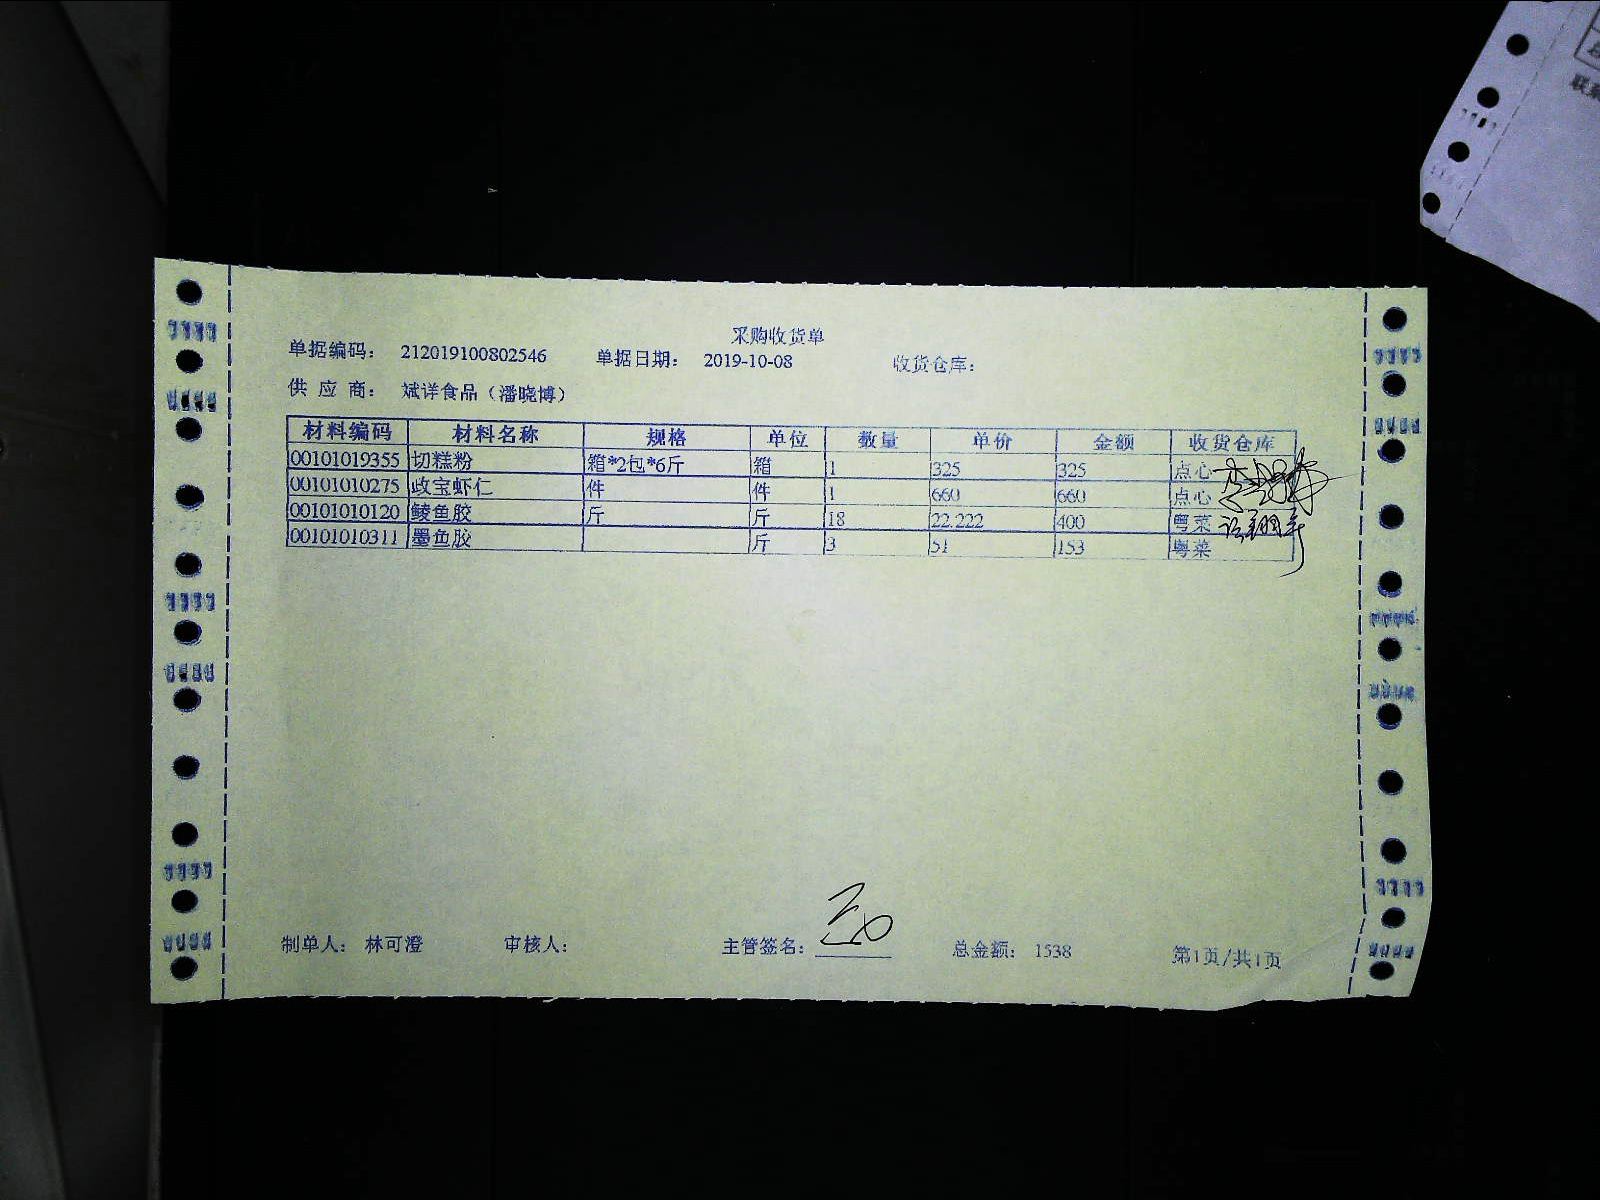 采购收货单
单据编码： 212019100802546 单据日期： 2019-10-08 收货仓库：
供 应 商： 斌详食品（潘晓博）
材料编码 材料名称 规格 单位 数量 单价 金额 收货仓库
00101019355 切糕粉 箱*2包*6斤 箱 1 325 325 点心
00101010275 政宝虾仁 件 件 1 660 660 点心
00101010120 鲮鱼胶 斤 斤 18 22.222 400 粤菜
00101010311 墨鱼胶 斤 3 51 153 粤菜
制单人： 林可澄 审核人： 主管签名： 总金额： 1538 第1页/共1页